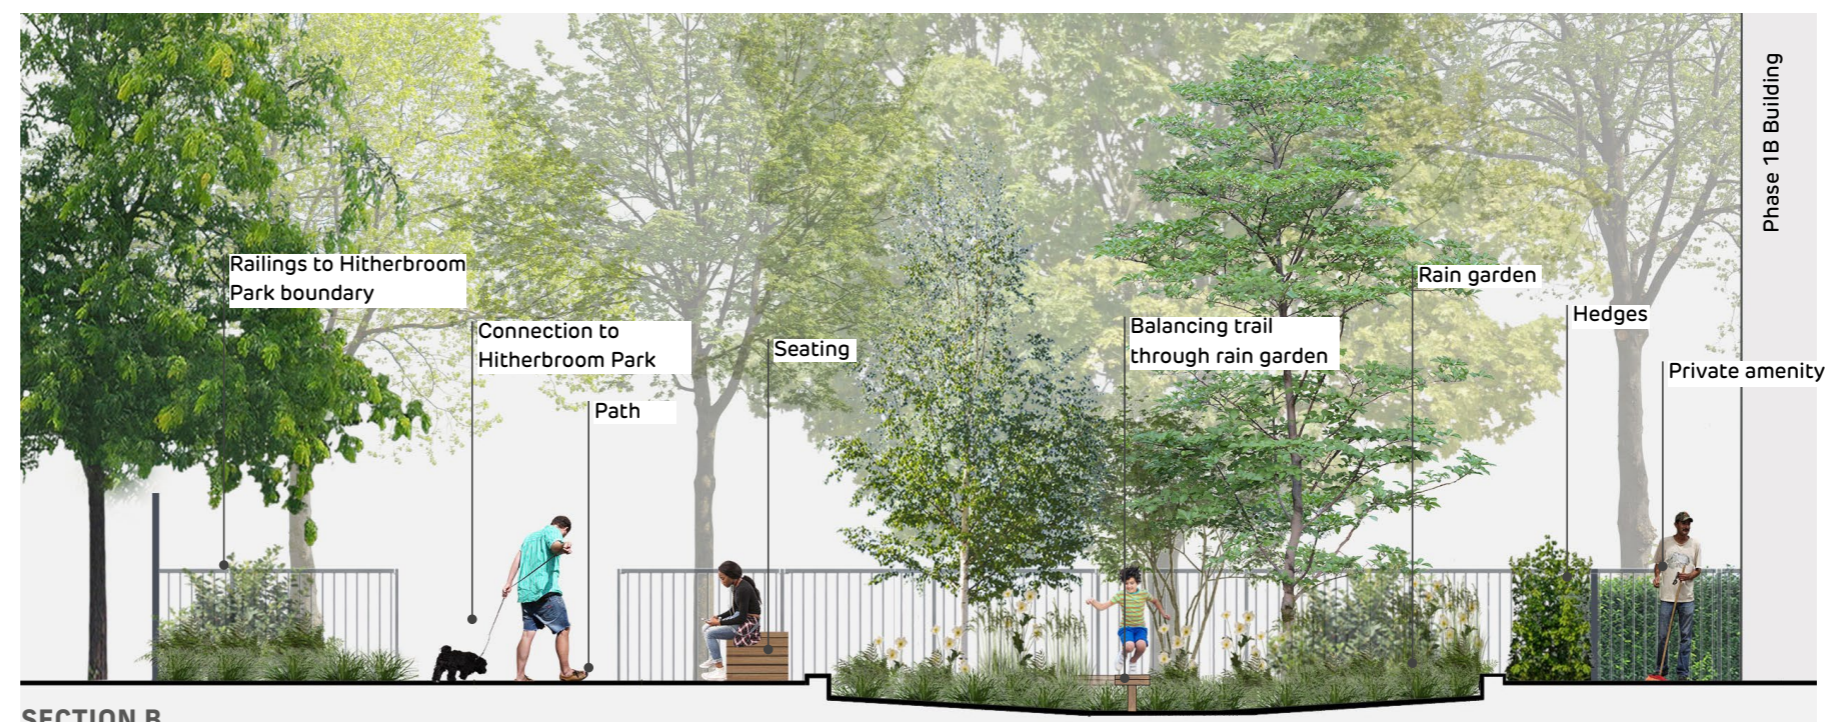 Phase 1B Building
Railings to Hitherbroom
Park boundary
Connection to
Hitherbroom Park
Path
Seating
Balancing trail
through rain garden
Rain garden
Hedges
Private amenity
SECTION B